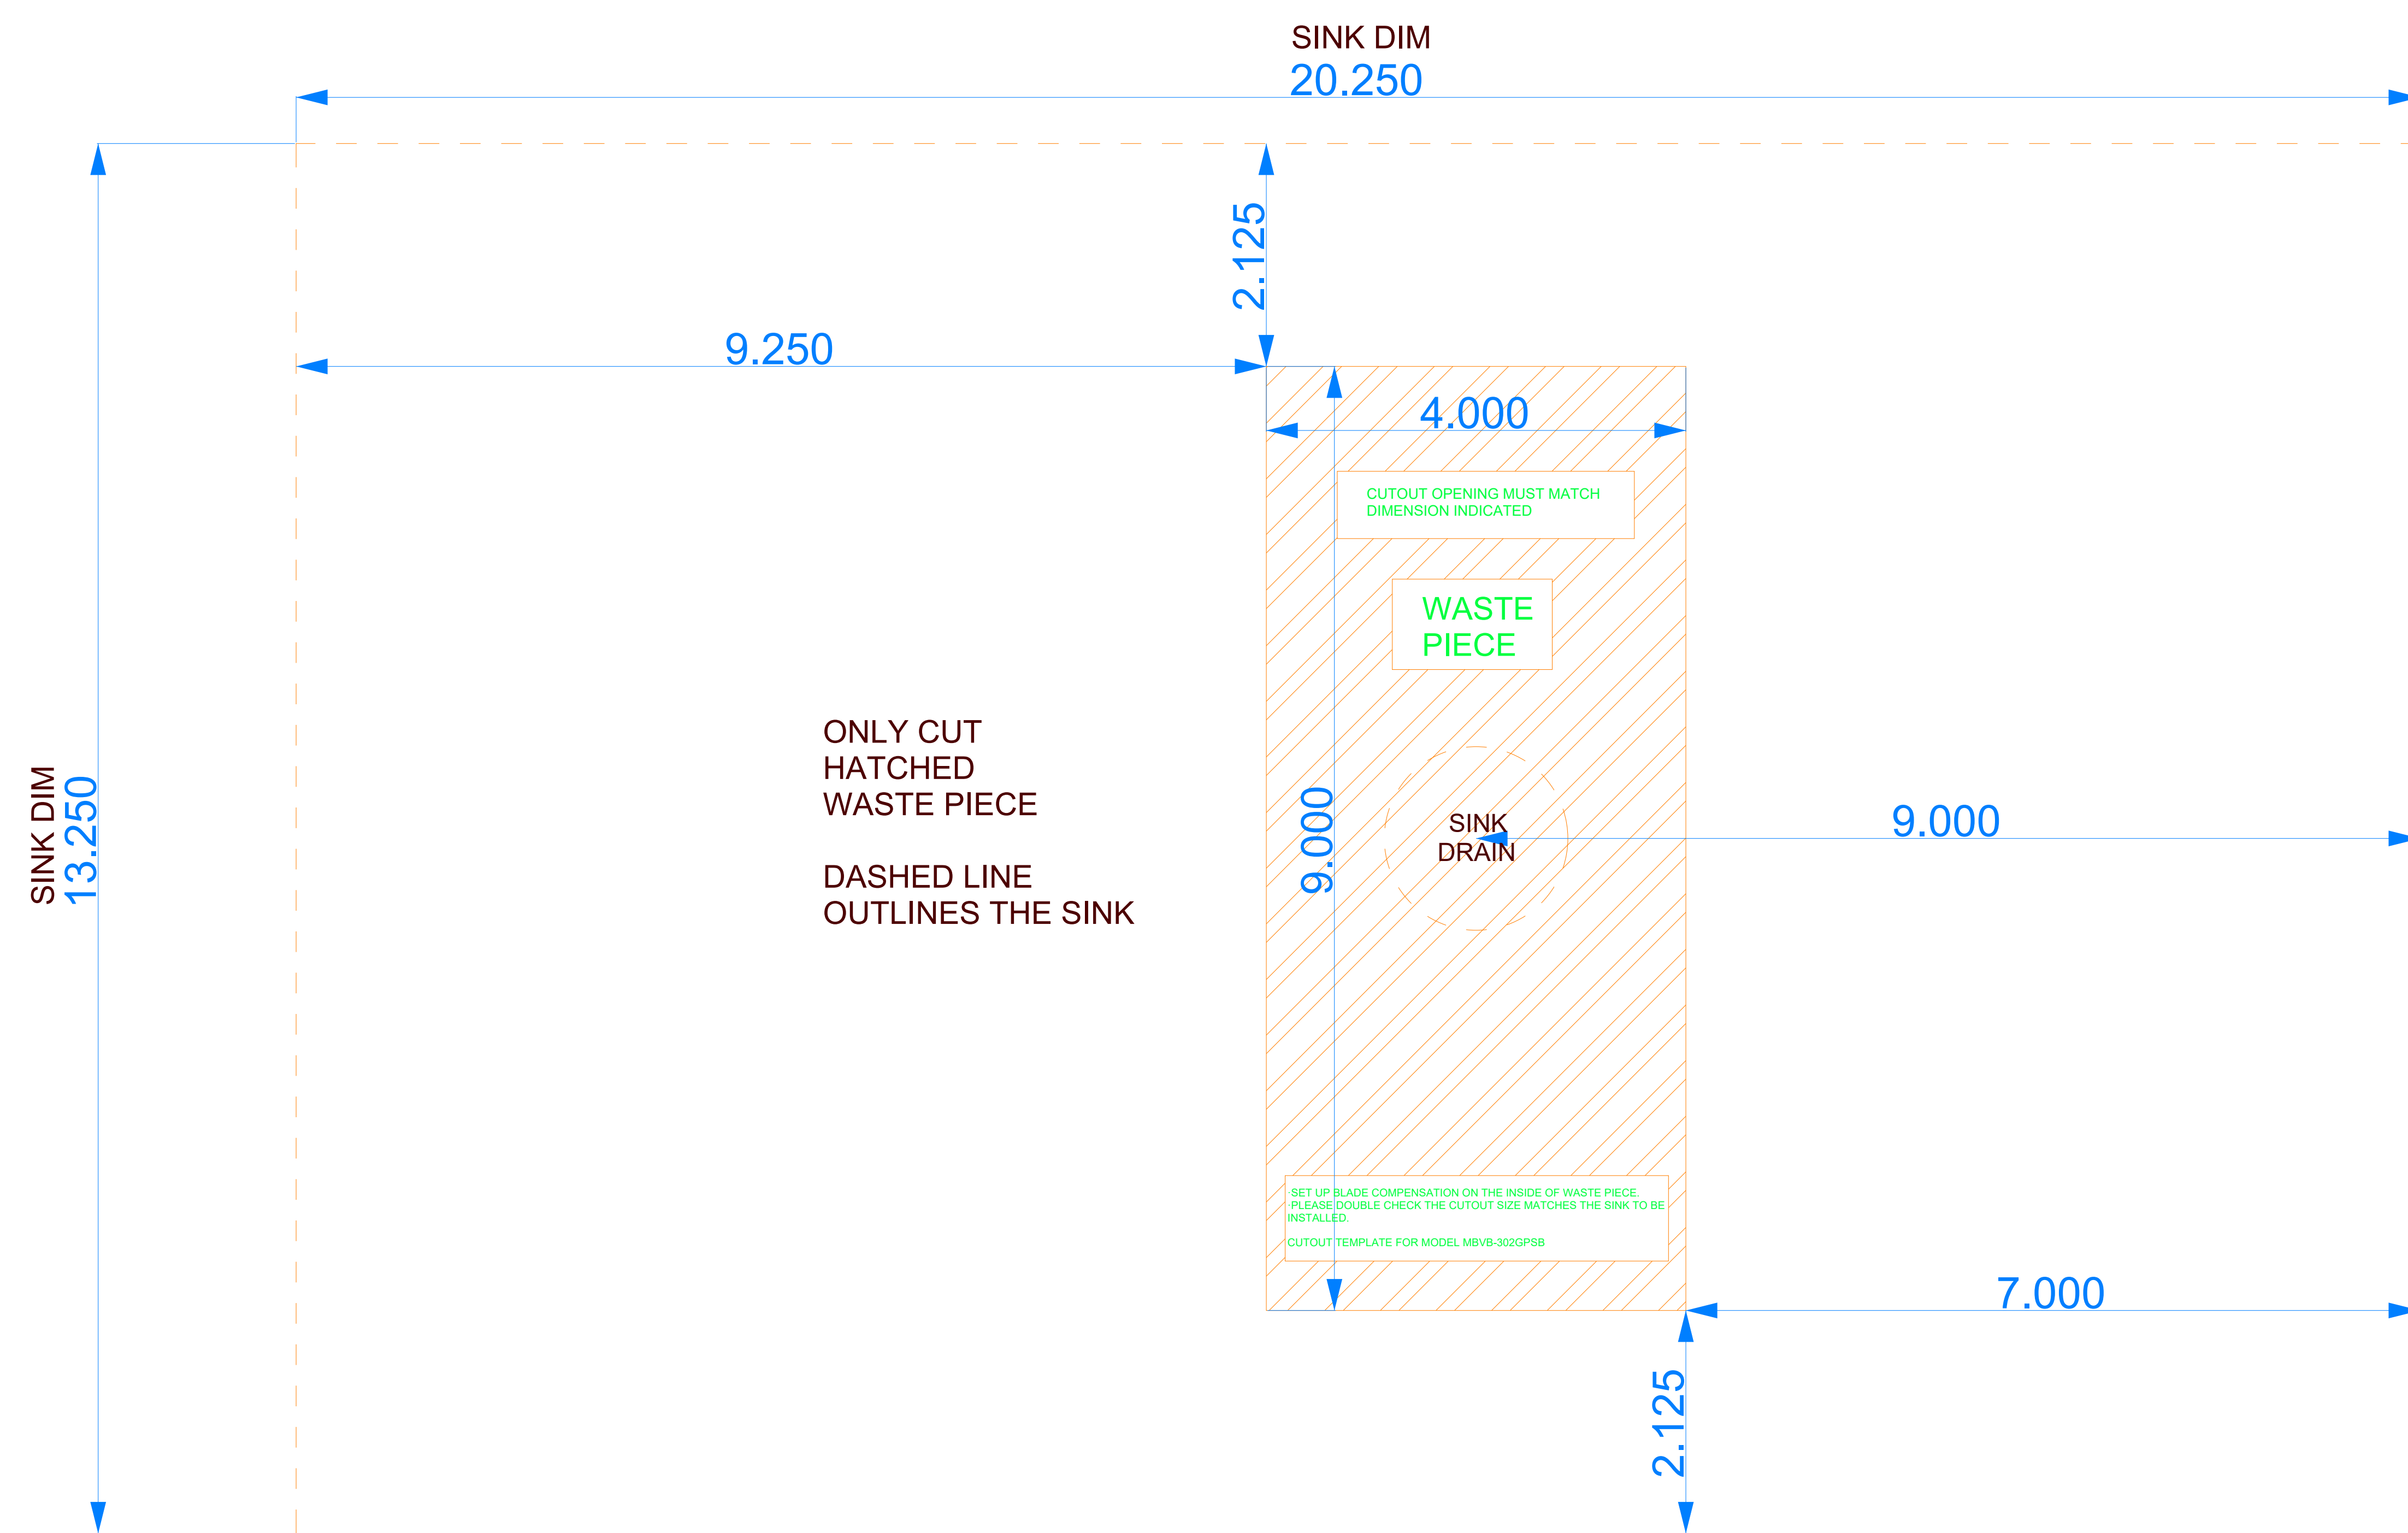 SINK DIM
20.250
2.125
9.250
4.000
CUTOUT OPENING MUST MATCH
DIMENSION INDICATED
WASTE
PIECE
ONLY CUT
HATCHED
WASTE PIECE
DASHED LINE
OUTLINES THE SINK
SINK DIM
13.250
9.000
SINK
DRAIN
9.000
·SET UP BLADE COMPENSATION ON THE INSIDE OF WASTE PIECE.
·PLEASE DOUBLE CHECK THE CUTOUT SIZE MATCHES THE SINK TO BE
INSTALLED.
CUTOUT TEMPLATE FOR MODEL MBVB-302GPSB
7.000
2.125